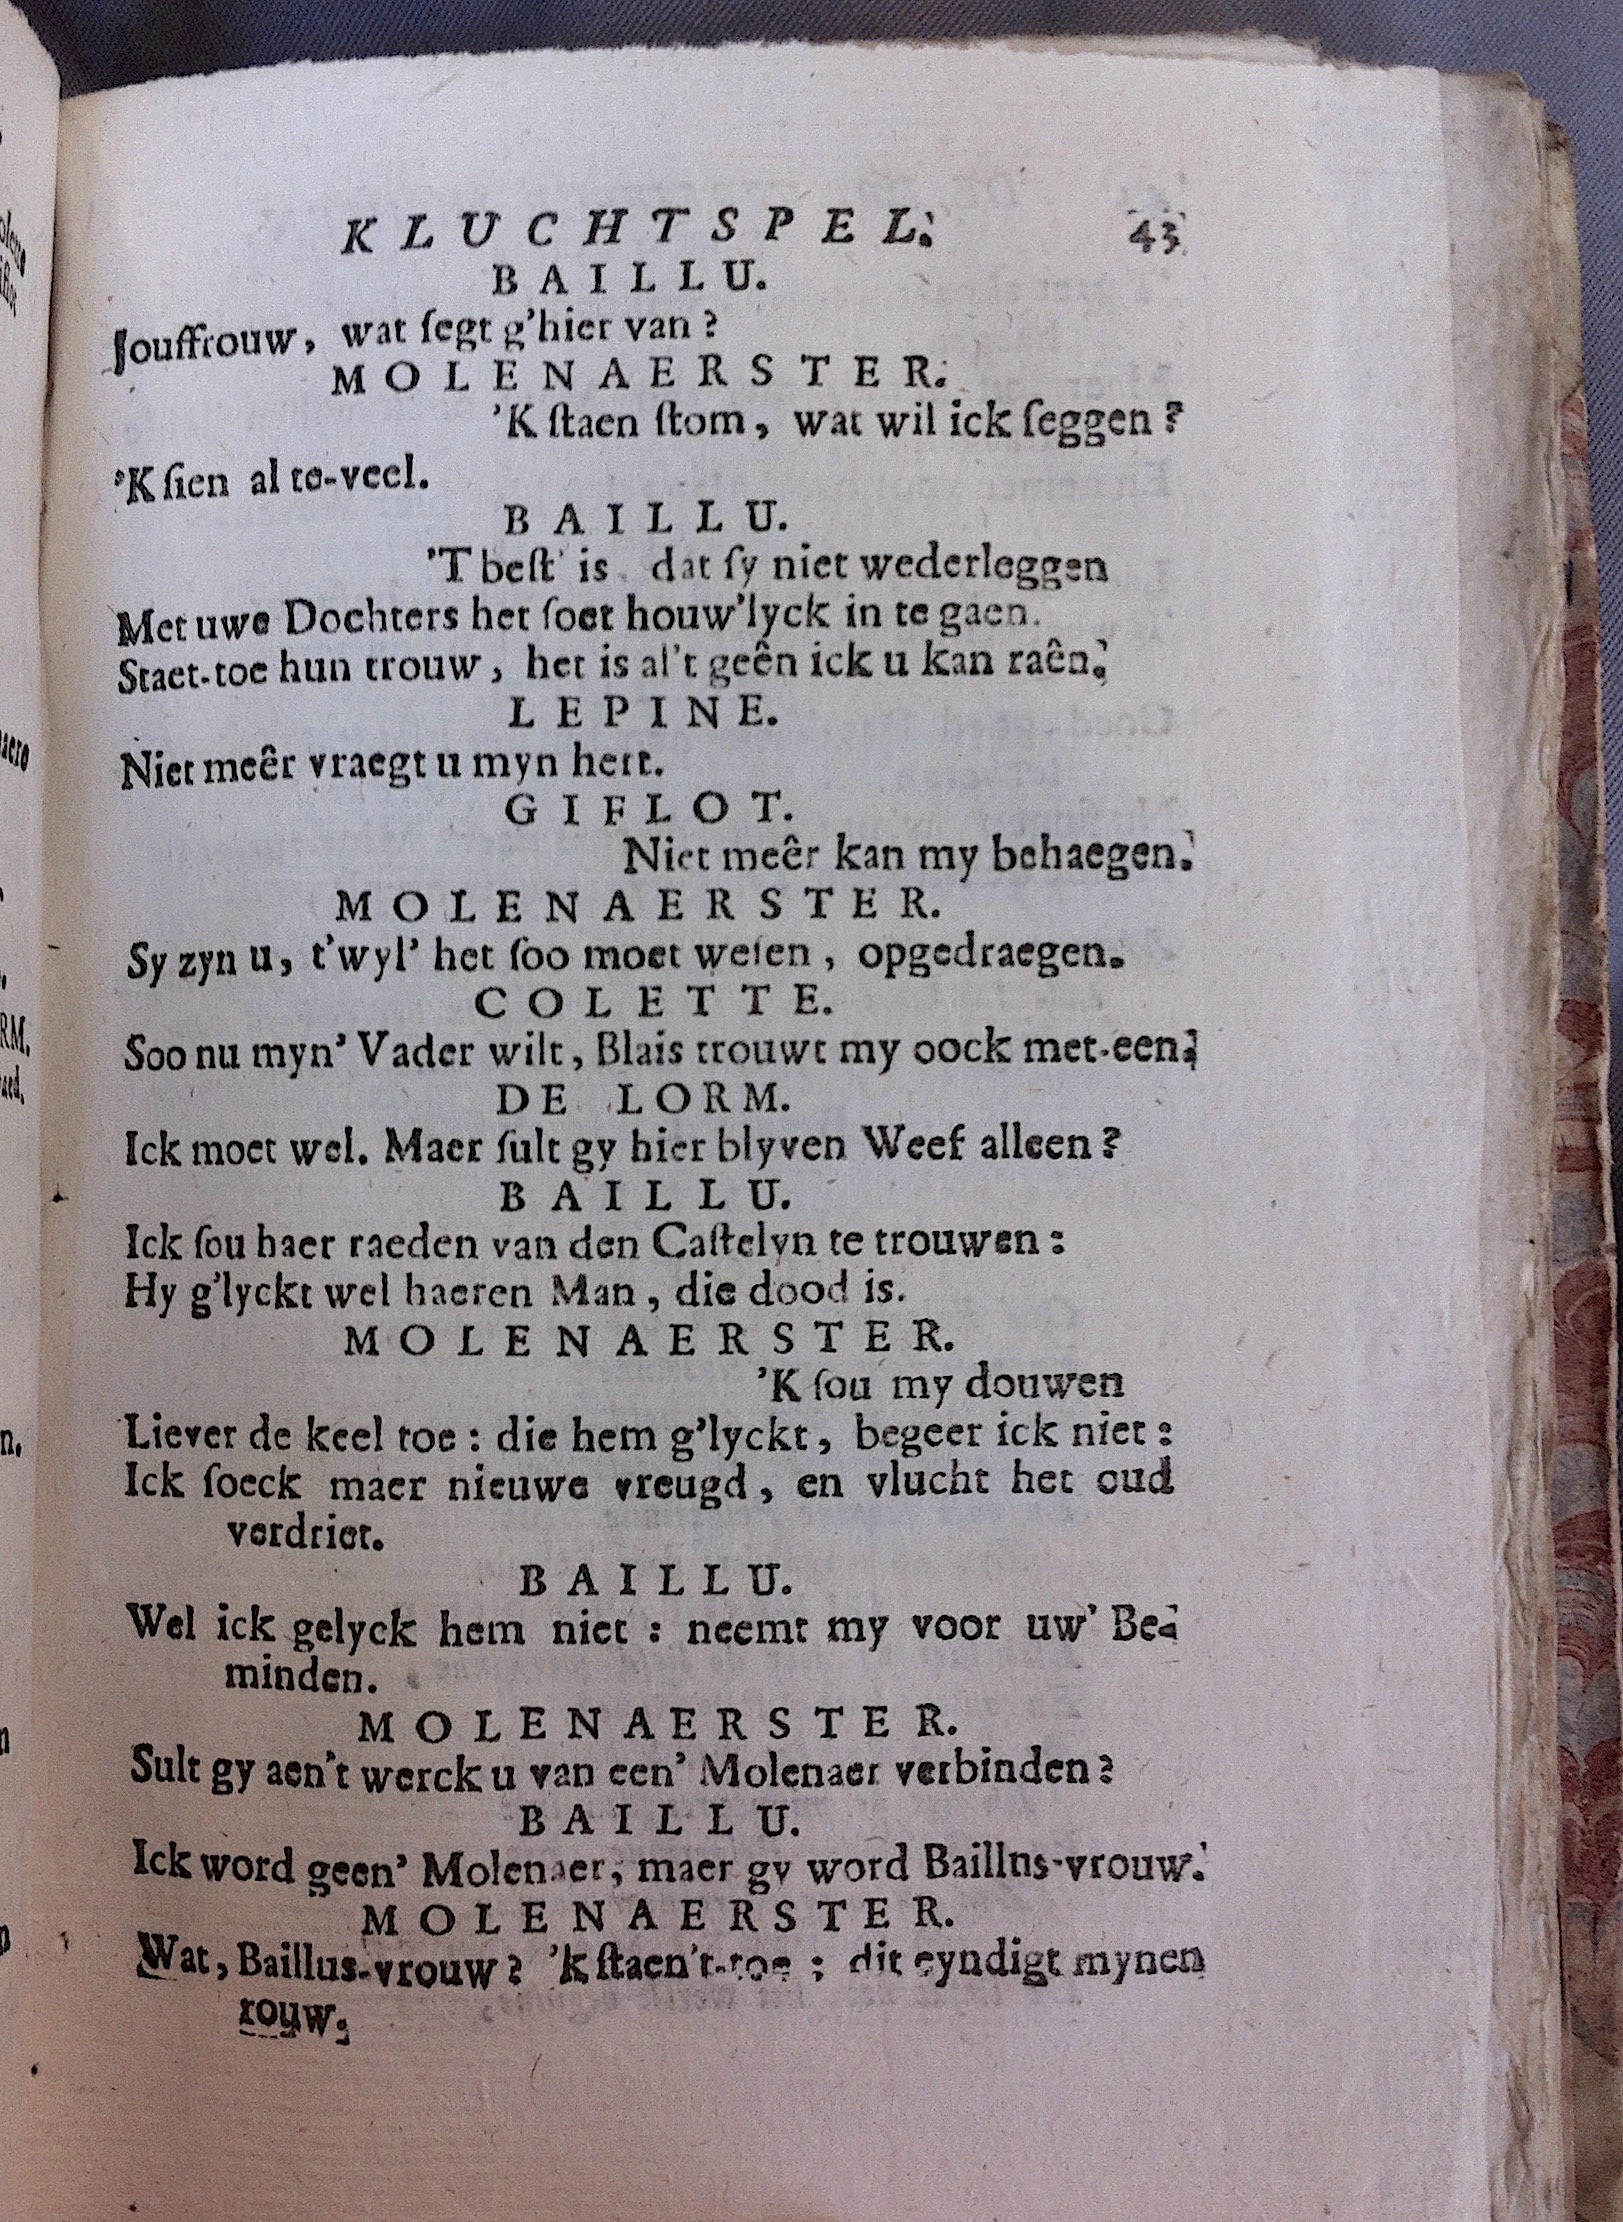 KLUCHTSPEL. 43
BAILLU.
Jouffrouw, wat ſegt g'hier van?
MOLENAERSTER.
'K ſtaen ſtom, wat wil ick ſeggen?
'K ſien al te-veel.
BAILLU.
'T beſt' is dat ſy niet wederleggen
Met uwe Dochters het ſoet houw'lyck in te gaen.
Staet-toe hun trouw, het is al't geên ick u kan raên.
LEPINE.
Niet meêr vraegt u myn hert.
GIFLOT.
Niet meêr kan my behaegen.
MOLENAERSTER.
Sy zyn u, t'wyl' het ſoo moet weſen, opgedraegen.
COLETTE.
Soo nu myn' Vader wilt, Blais trouwt my oock met-een.
DE LORM.
Ick moet wel. Maer ſult gy hier blyven Weef alleen?
BAILLU.
Ick ſou haer raeden van den Caſtelyn te trouwen:
Hy g'lyckt wel haeren Man, die dood is.
MOLENAERSTER.
'K ſou my douwen
Liever de keel toe: die hem g'lyckt, begeer ick niet:
Ick ſoeck maer nieuwe vreugd, en vlucht het oud
verdriet.
BAILLU.
Wel ick gelyck hem niet: neemt my voor uw' Be-
minden.
MOLENAERSTER.
Sult gy aen't werck u van een' Molenaer verbinden?
BAILLU.
Ick word geen' Molenaer, maer gy word Baillns-vrouw.
MOLENAERSTER.
Wat, Baillus-vrouw? 'k ſtaen't-toe; dit eyndigt mynen
rouw.